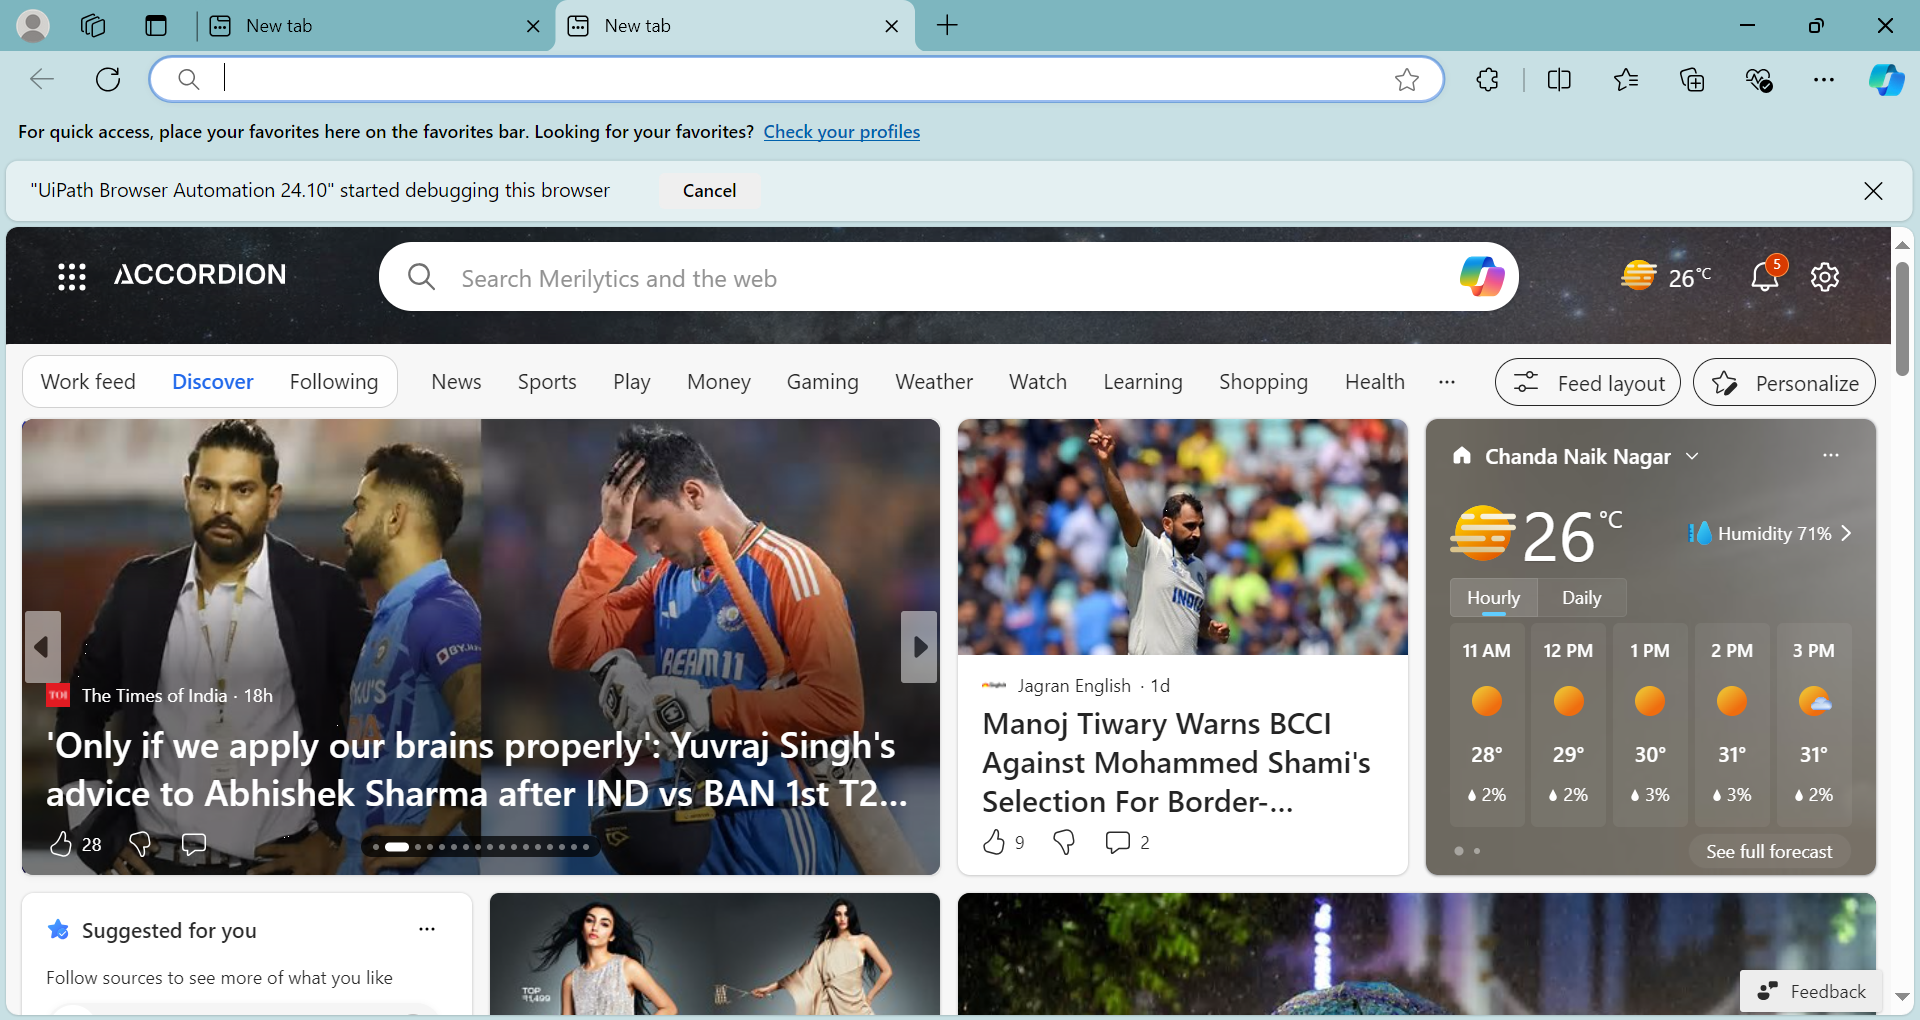 New tab
New tab
For quick access, place your favorites here on the favorites bar. Looking for your favorites? Check your profiles
"UiPath Browser Automation 24.10" started debugging this browser
Cancel
ACCORDION
Search Merilytics and the web
26°C
5
Work feed
Discover
Following
News
Sports
Play
Money
Gaming
Weather
Watch
Learning
Shopping
Health
Feed layout
Personalize
DREAM11
INDIA
TOI
The Times of India · 18h
'Only if we apply our brains properly': Yuvraj Singh's
advice to Abhishek Sharma after IND vs BAN 1st T2...
28
Jagran English · 1d
Manoj Tiwary Warns BCCI
Against Mohammed Shami's
Selection For Border-...
9
2
Chanda Naik Nagar
26°C
Humidity 71%
Hourly
Daily
11 AM
12 PM
1 PM
2 PM
3 PM
28°
29°
30°
31°
31°
2%
2%
3%
3%
2%
See full forecast
Suggested for you
Follow sources to see more of what you like
TOP
₹1,499
Feedback